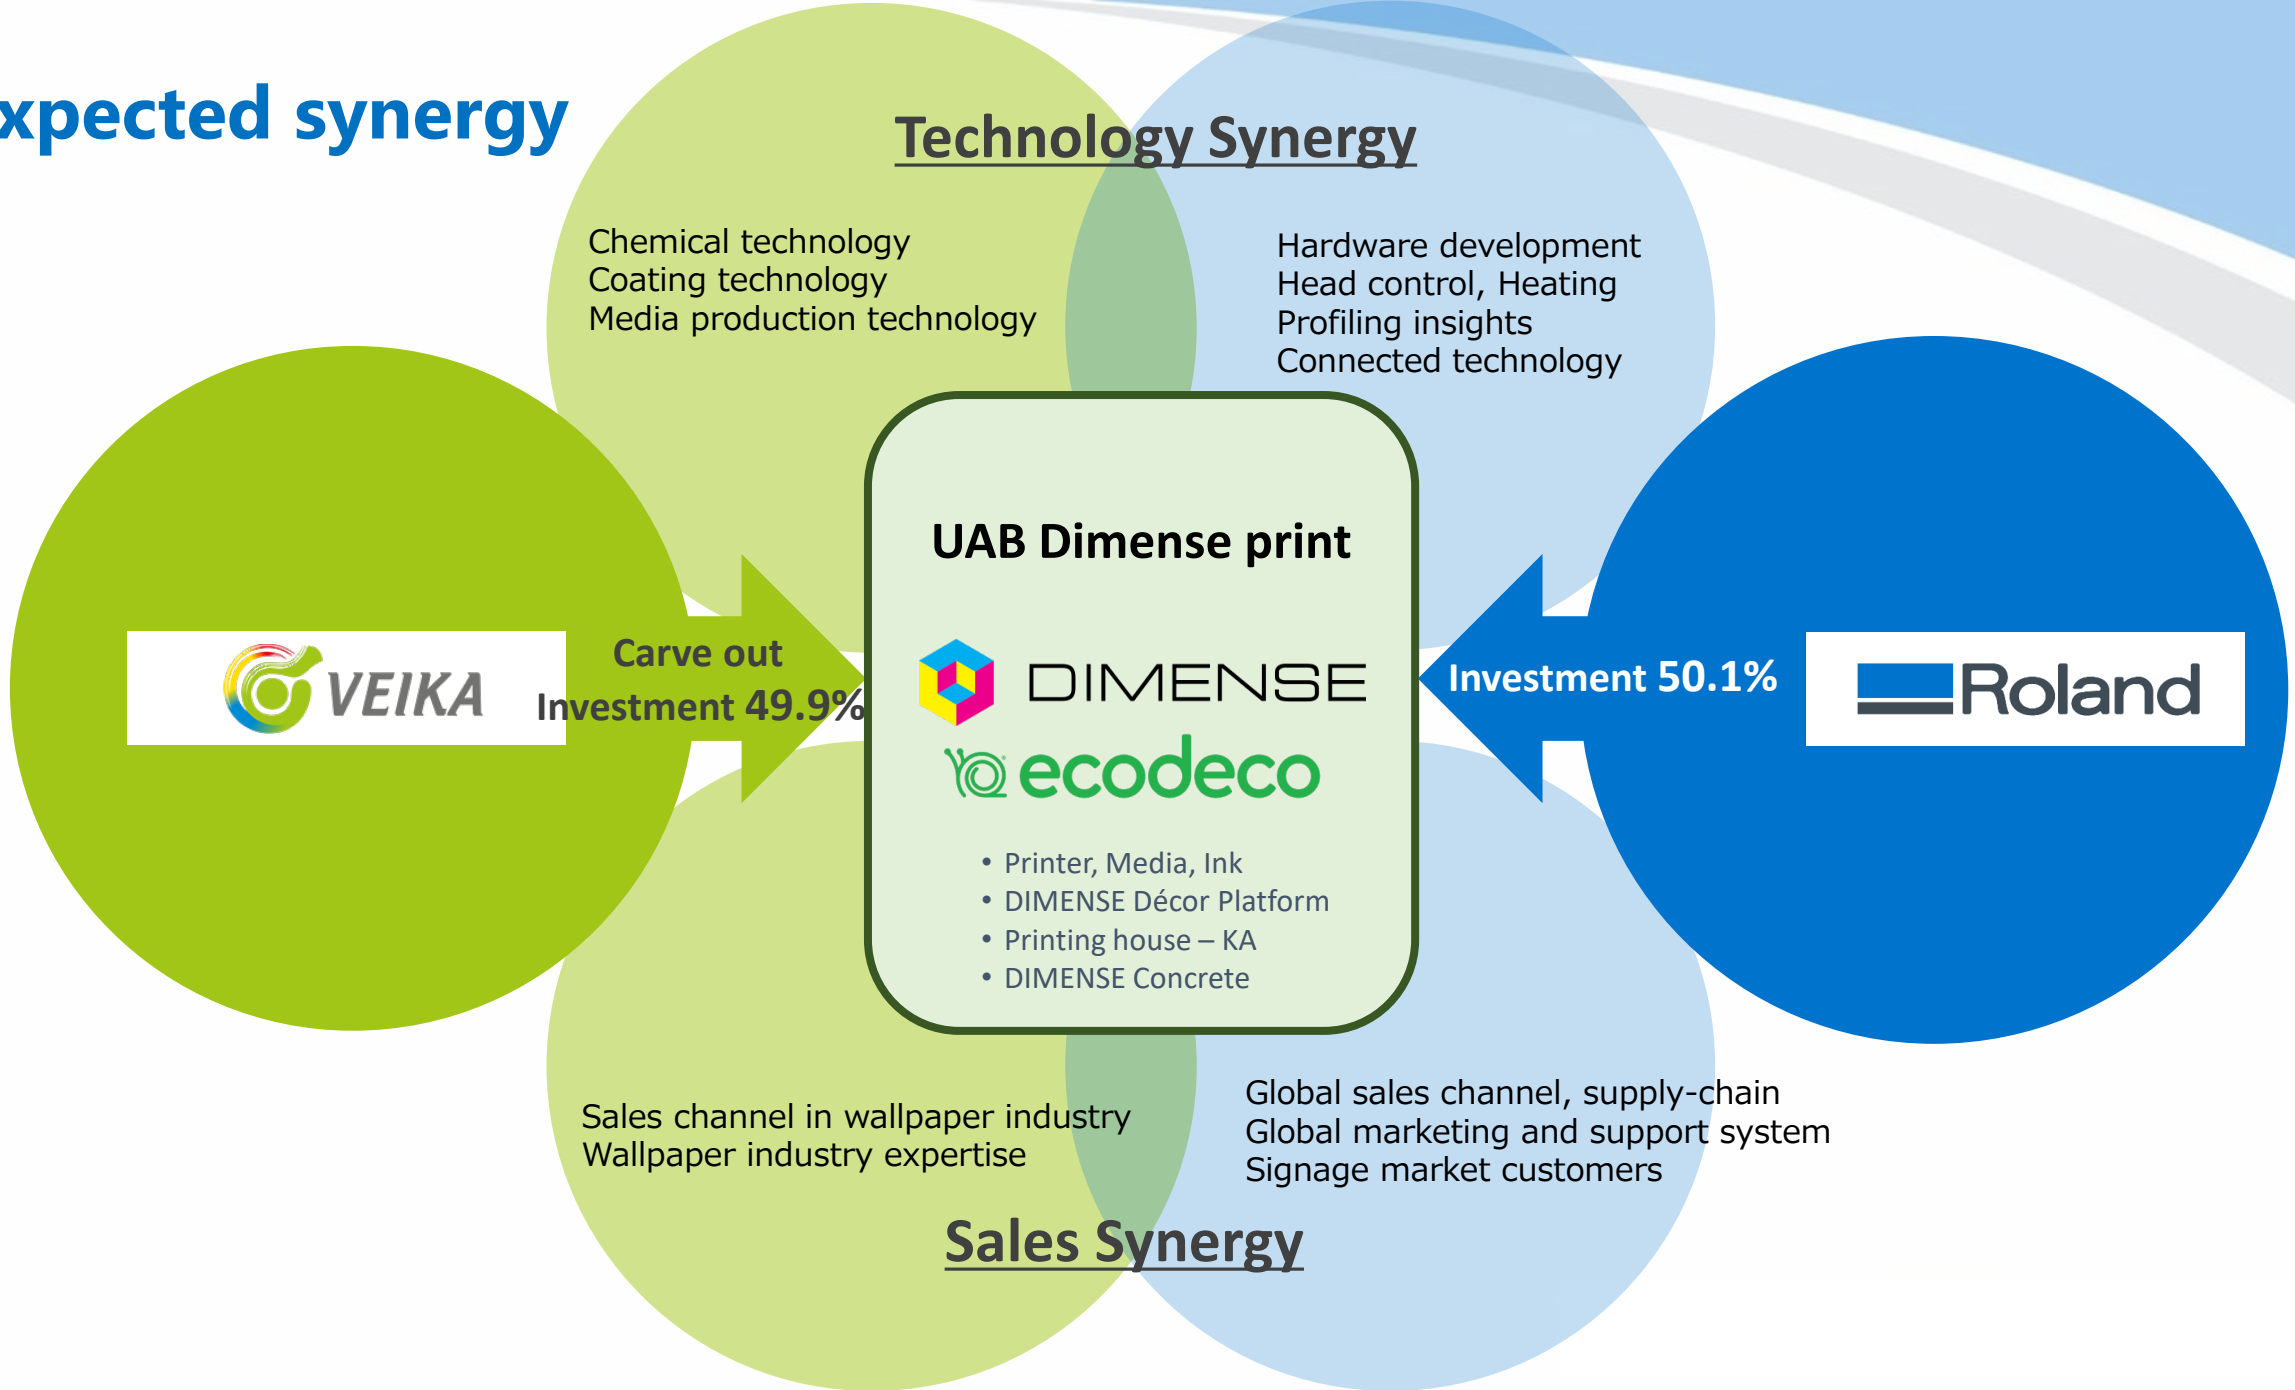 xpected synergy
Technology Synergy
Chemical technology
Coating technology
Media production technology
Hardware development
Head control, Heating
Profiling insights
Connected technology
VEIKA
Carve out
Investment 49.9%
UAB Dimense print
DIMENSE
ecodeco
• Printer, Media, Ink
• DIMENSE Décor Platform
• Printing house – KA
• DIMENSE Concrete
Investment 50.1%
Roland
Sales channel in wallpaper industry
Wallpaper industry expertise
Global sales channel, supply-chain
Global marketing and support system
Signage market customers
Sales Synergy